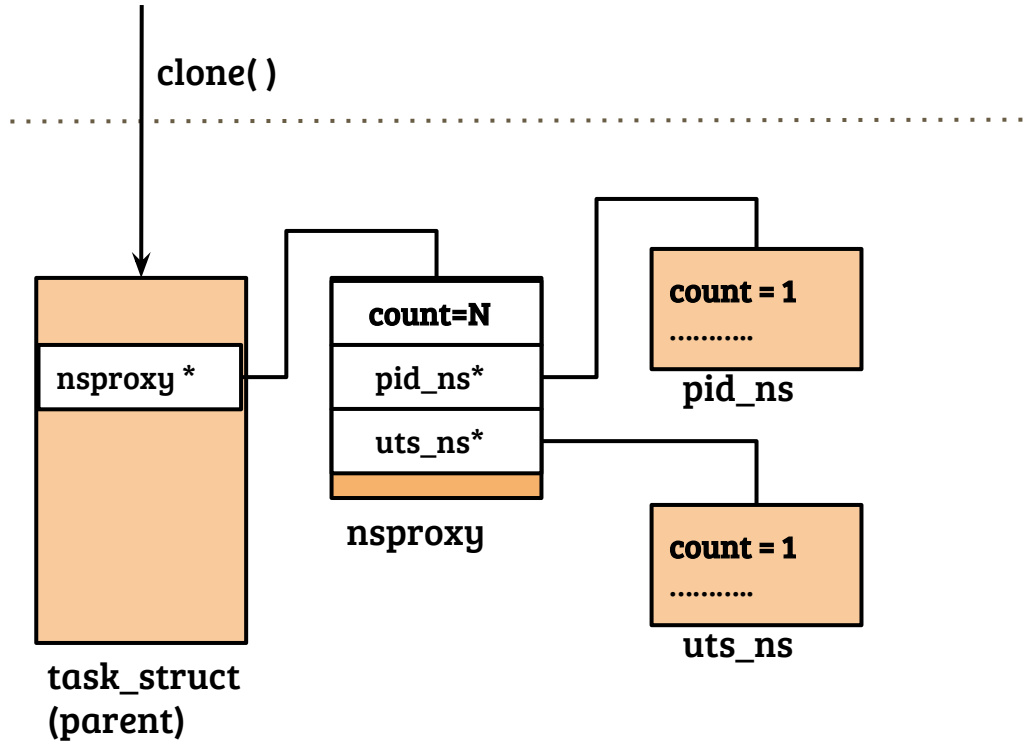 clone( )
nsproxy *
task_struct
(parent)
count=N
pid_ns*
uts_ns*
nsproxy
count = 1
...........
pid_ns
count = 1
...........
uts_ns